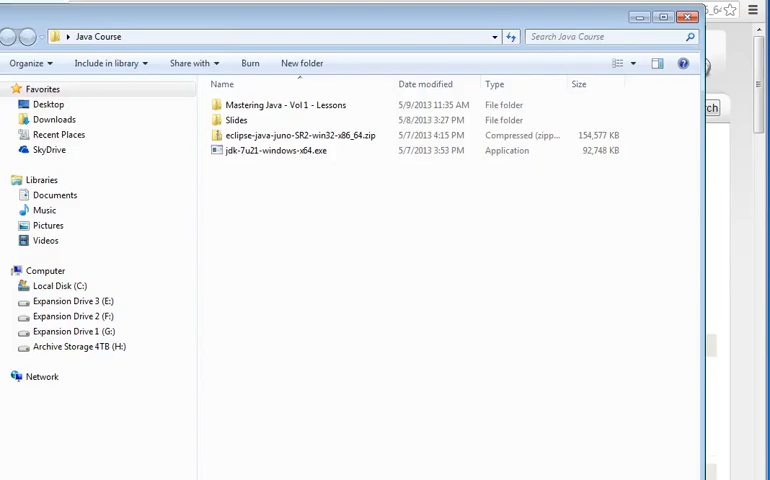 5_64
Java Course
Search Java Course
Organize Include in library Share with Burn New folder
Name Date modified Type Size
Favorites
Desktop
Downloads
Recent Places
SkyDrive
Libraries
Documents
Music
Pictures
Videos
Computer
Local Disk (C:)
Expansion Drive 3 (E:)
Expansion Drive 2 (F:)
Expansion Drive 1 (G:)
Archive Storage 4TB (H:)
Network
Mastering Java - Vol 1 - Lessons 5/9/2013 11:35 AM File folder
Slides 5/8/2013 3:27 PM File folder
eclipse-java-juno-SR2-win32-x86_64.zip 5/7/2013 4:15 PM Compressed (zipp... 154,577 KB
jdk-7u21-windows-x64.exe 5/7/2013 3:53 PM Application 92,748 KB
rch